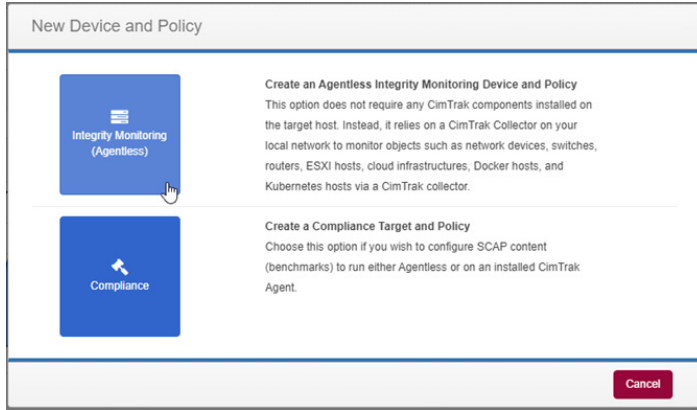 New Device and Policy
Integrity Monitoring
(Agentless)
Create an Agentless Integrity Monitoring Device and Policy
This option does not require any CimTrak components installed on
the target host. Instead, it relies on a CimTrak Collector on your
local network to monitor objects such as network devices, switches,
routers, ESXI hosts, cloud infrastructures, Docker hosts, and
Kubernetes hosts via a CimTrak collector.
Compliance
Create a Compliance Target and Policy
Choose this option if you wish to configure SCAP content
(benchmarks) to run either Agentless or on an installed CimTrak
Agent.
Cancel